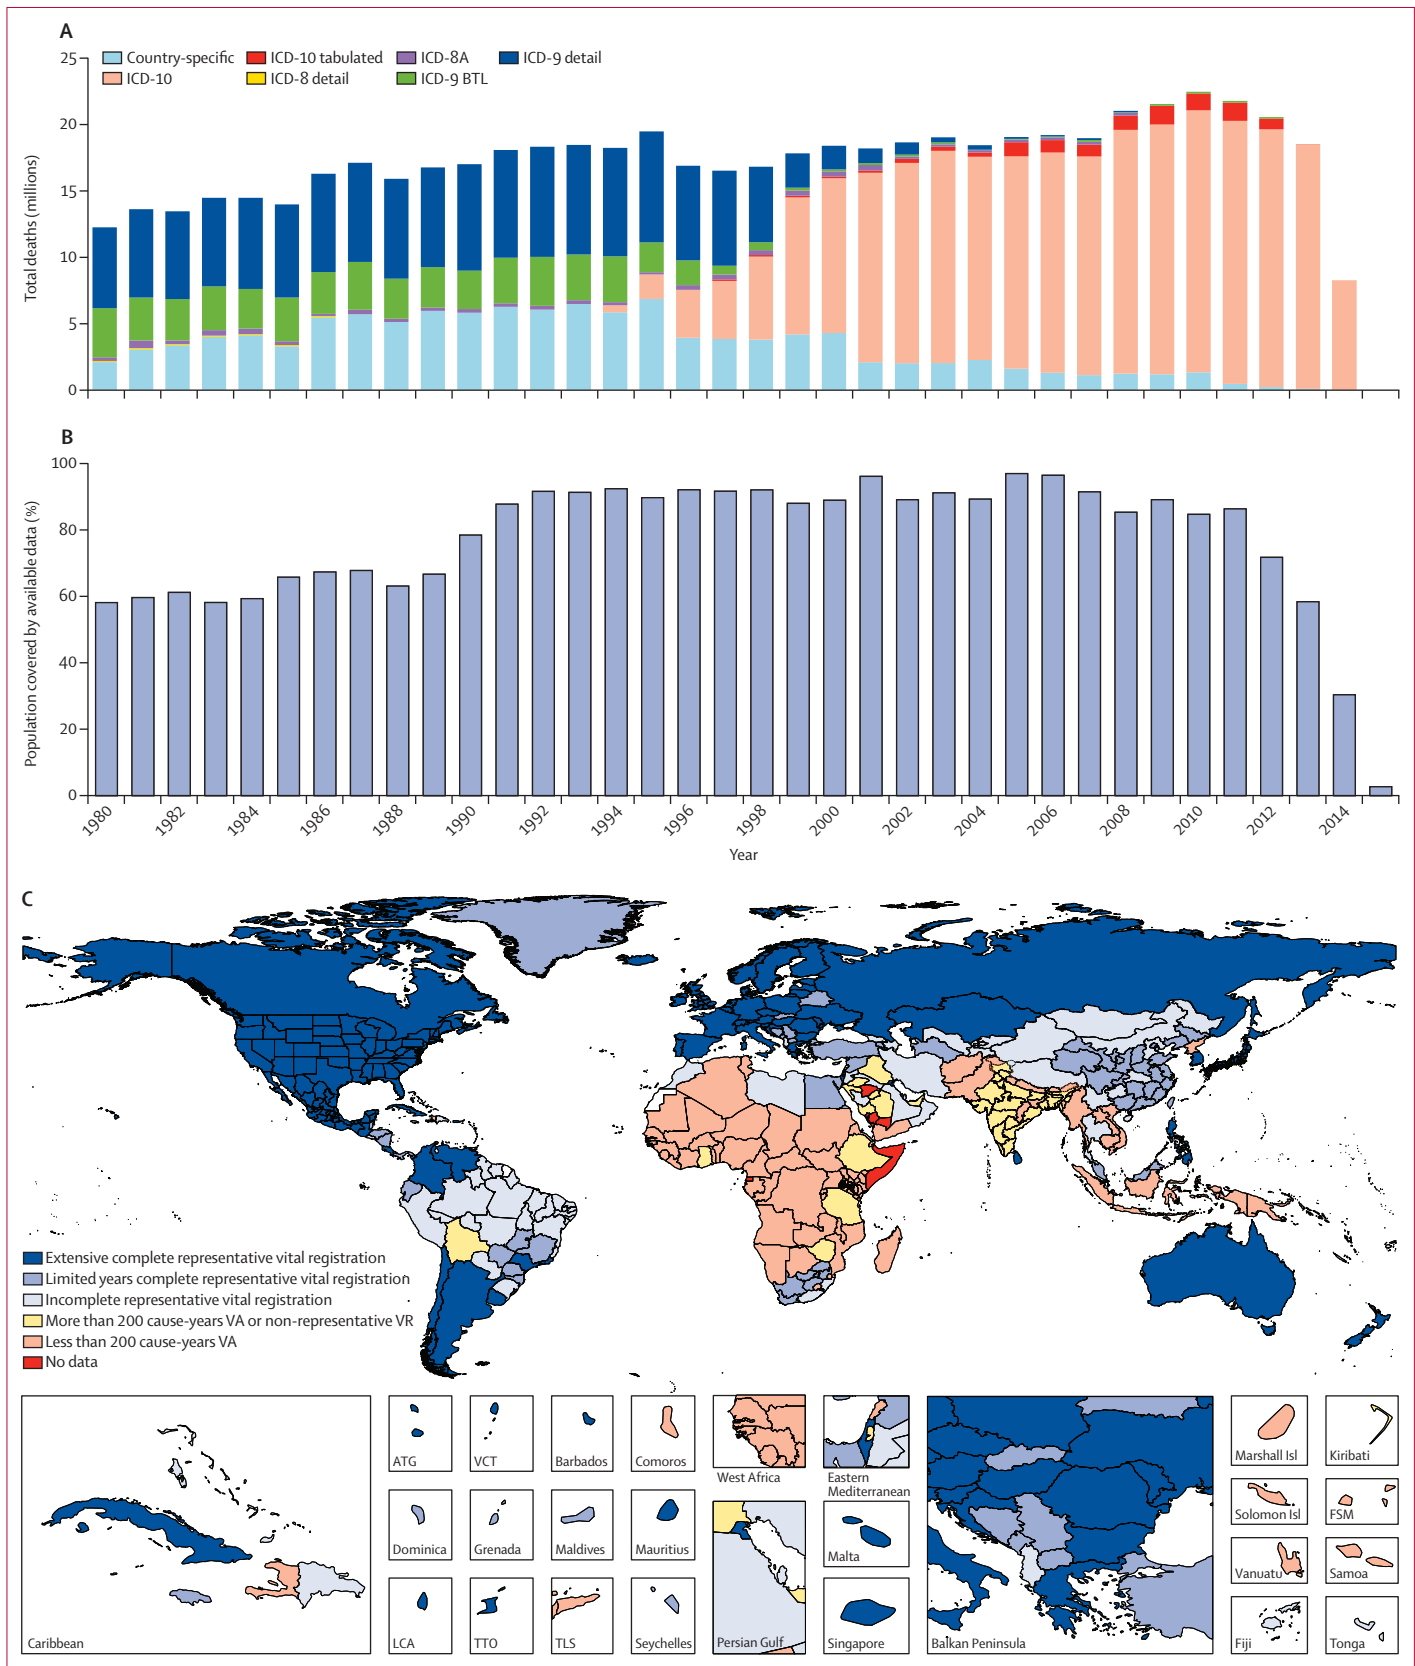 A
Country-specific
ICD-10 tabulated
ICD-8A
ICD-9 detail
ICD-10
ICD-8 detail
ICD-9 BTL
Total deaths (millions)
25
20
15
10
5
0
B
Population covered by available data (%)
100
80
60
40
20
0
1980
1982
1984
1986
1988
1990
1992
1994
1996
1998
2000
2002
2004
2006
2008
2010
2012
2014
Year
C
Extensive complete representative vital registration
Limited years complete representative vital registration
Incomplete representative vital registration
More than 200 cause-years VA or non-representative VR
Less than 200 cause-years VA
No data
Caribbean
ATG
VCT
Barbados
Comoros
Dominica
Grenada
Maldives
Mauritius
LCA
TTO
TLS
Seychelles
West Africa
Eastern
Mediterranean
Persian Gulf
Malta
Singapore
Balkan Peninsula
Marshall Isl
Kiribati
Solomon Isl
FSM
Vanuatu
Samoa
Fiji
Tonga